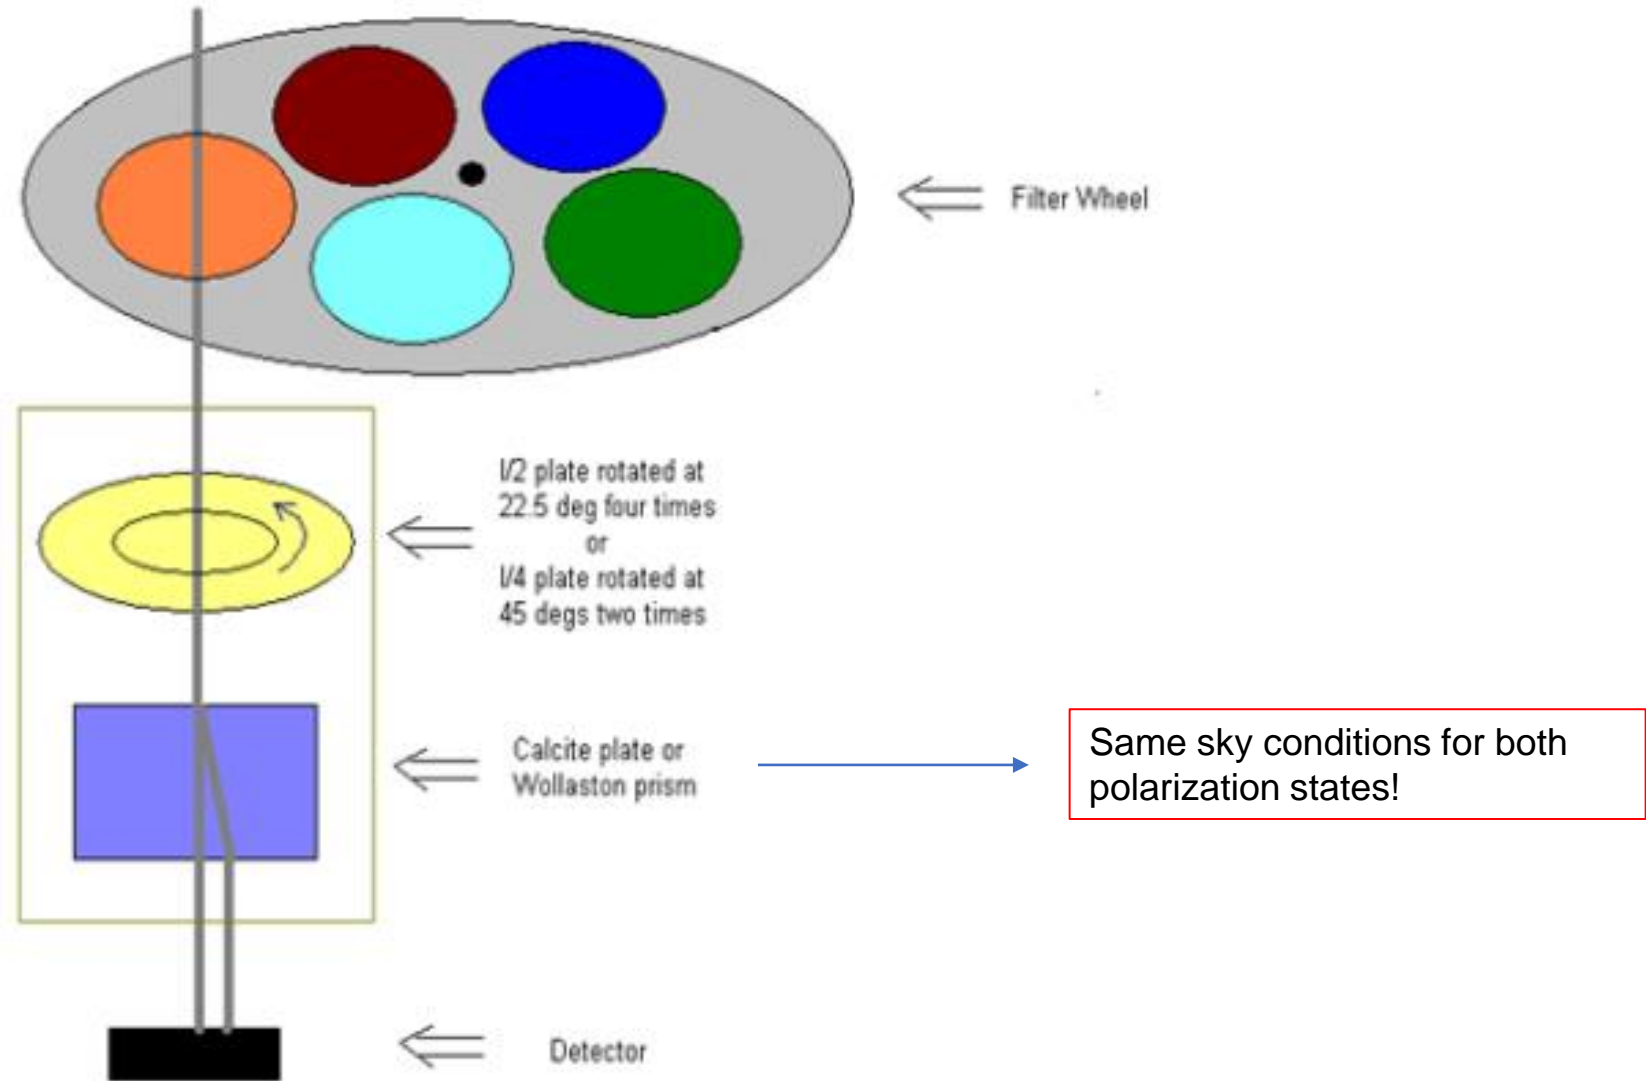 Filter Wheel
l/2 plate rotated at
22.5 deg four times
or
l/4 plate rotated at
45 degs two times
Calcite plate or
Wollaston prism
Same sky conditions for both
polarization states!
Detector